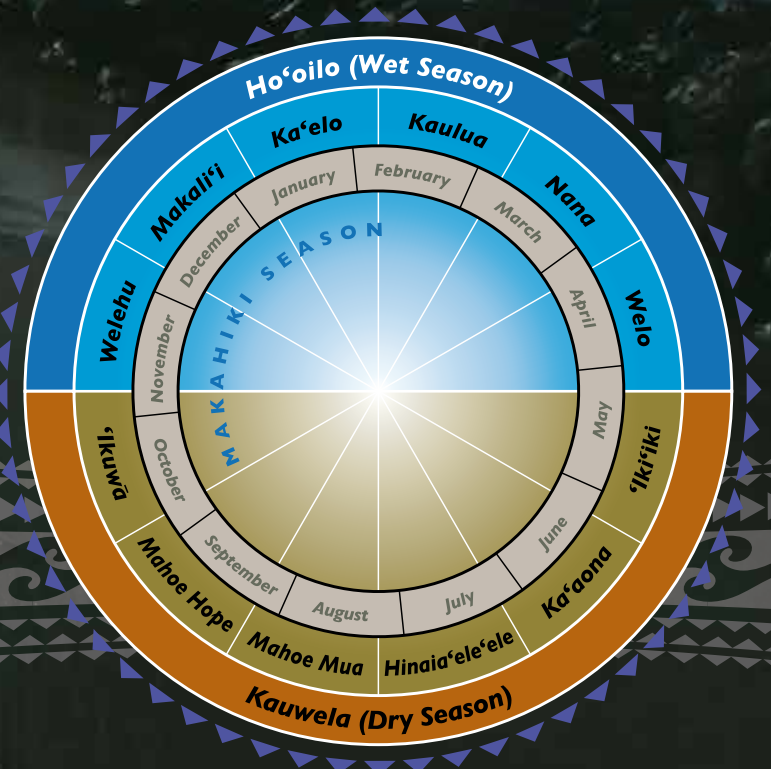 Hoʻoilo (Wet Season)
Kaʻelo
Kaulua
Nana
Welo
ʻIkiʻiki
Kaʻaona
Hinaiaʻeleʻele
Mahoe Mua
Mahoe Hope
ʻIkuwā
Welehu
Makaliʻi
January
February
March
April
May
June
July
August
September
October
November
December
MAKAHIKI SEASON
Kauwela (Dry Season)